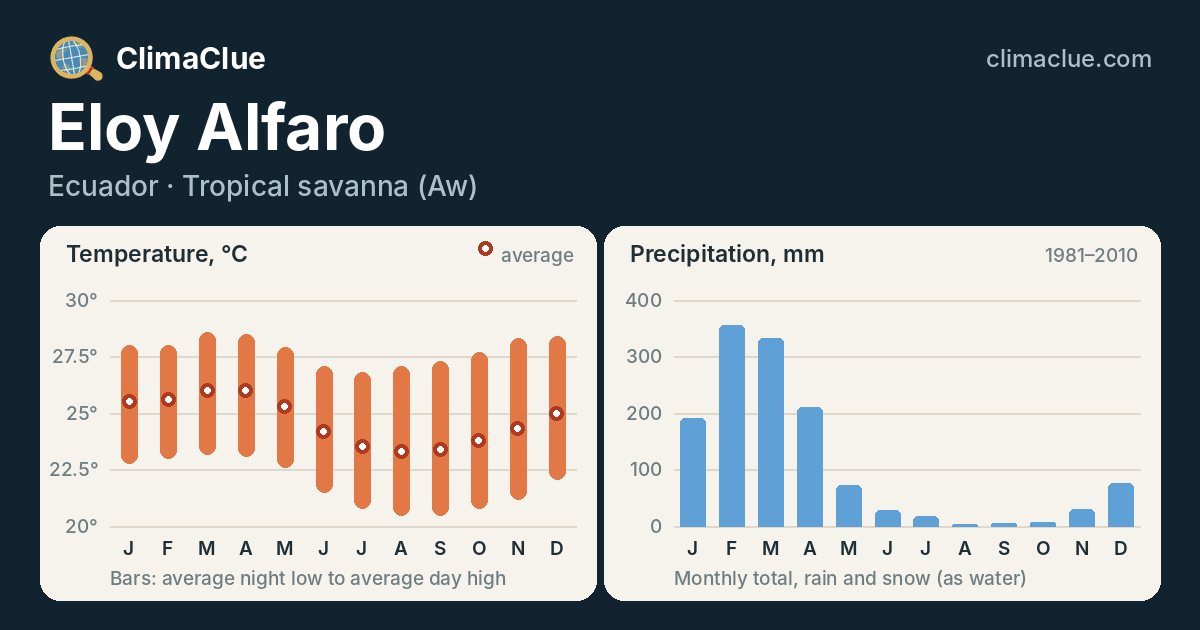 ClimaClue
climaclue.com
Eloy Alfaro
Ecuador · Tropical savanna (Aw)
Temperature, °C
average
30°
27.5°
25°
22.5°
20°
J F M A M J J A S O N D
Bars: average night low to average day high
Precipitation, mm
1981–2010
400
300
200
100
0
J F M A M J J A S O N D
Monthly total, rain and snow (as water)